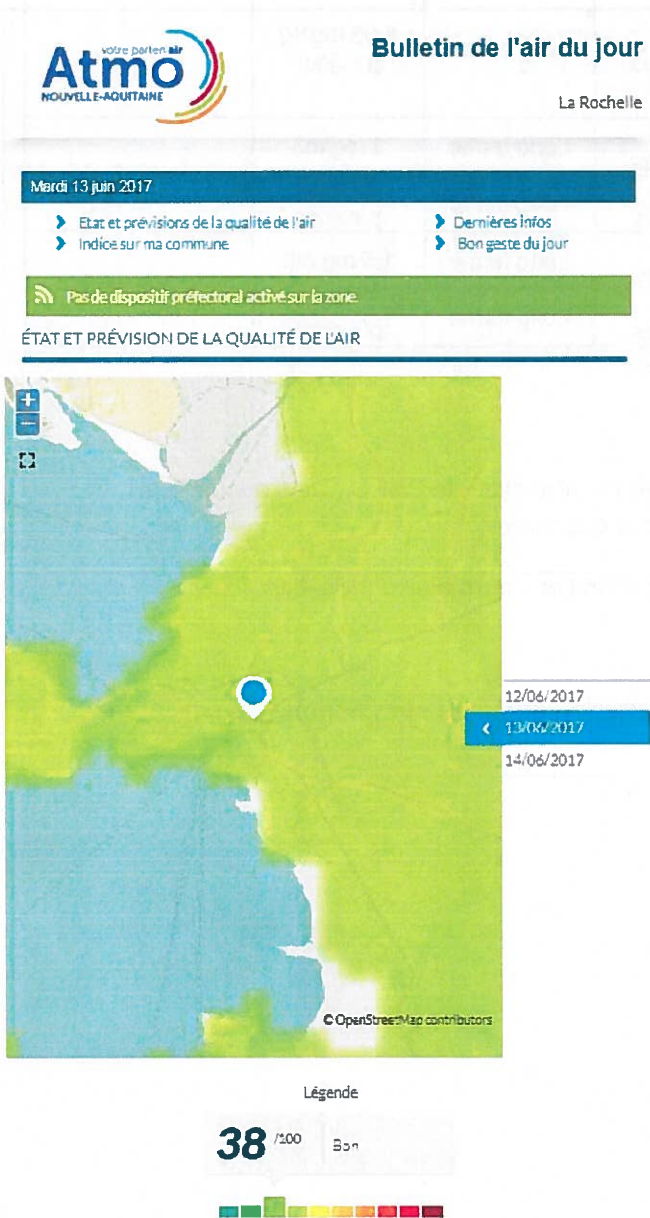 votre parten air
Atmo
NOUVELLE-AQUITAINE
Bulletin de l'air du jour
La Rochelle
Mardi 13 juin 2017
Etat et prévisions de la qualité de l'air
Dernières infos
Indice sur ma commune
Bon geste du jour
Pas de dispositif préfectoral activé sur la zone.
ÉTAT ET PRÉVISION DE LA QUALITÉ DE L'AIR
+
−
12/06/2017
13/06/2017
14/06/2017
© OpenStreetMap contributors
Légende
38 /100 Bon